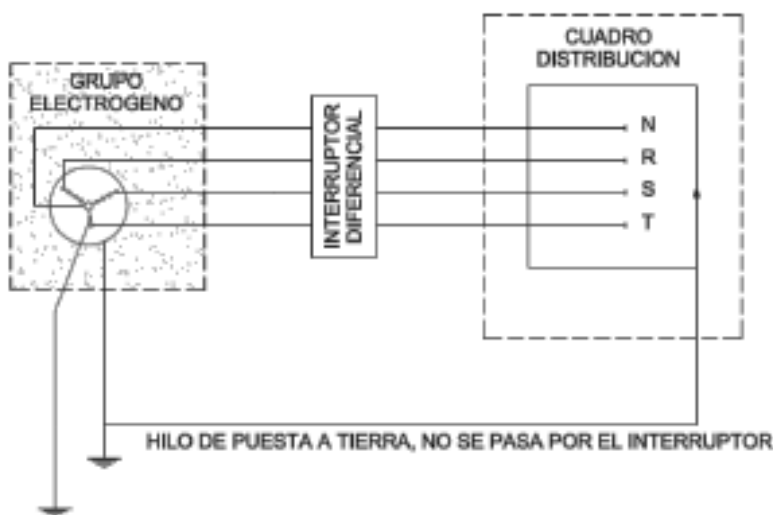 CUADRO
DISTRIBUCION
GRUPO
ELECTROGENO
INTERRUPTOR
DIFERENCIAL
N
R
S
T
HILO DE PUESTA A TIERRA, NO SE PASA POR EL INTERRUPTOR